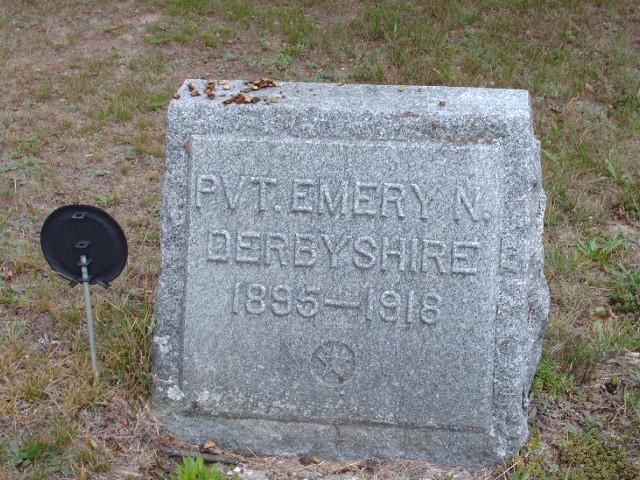 PVT. EMERY N.
DERBYSHIRE
1895—1918